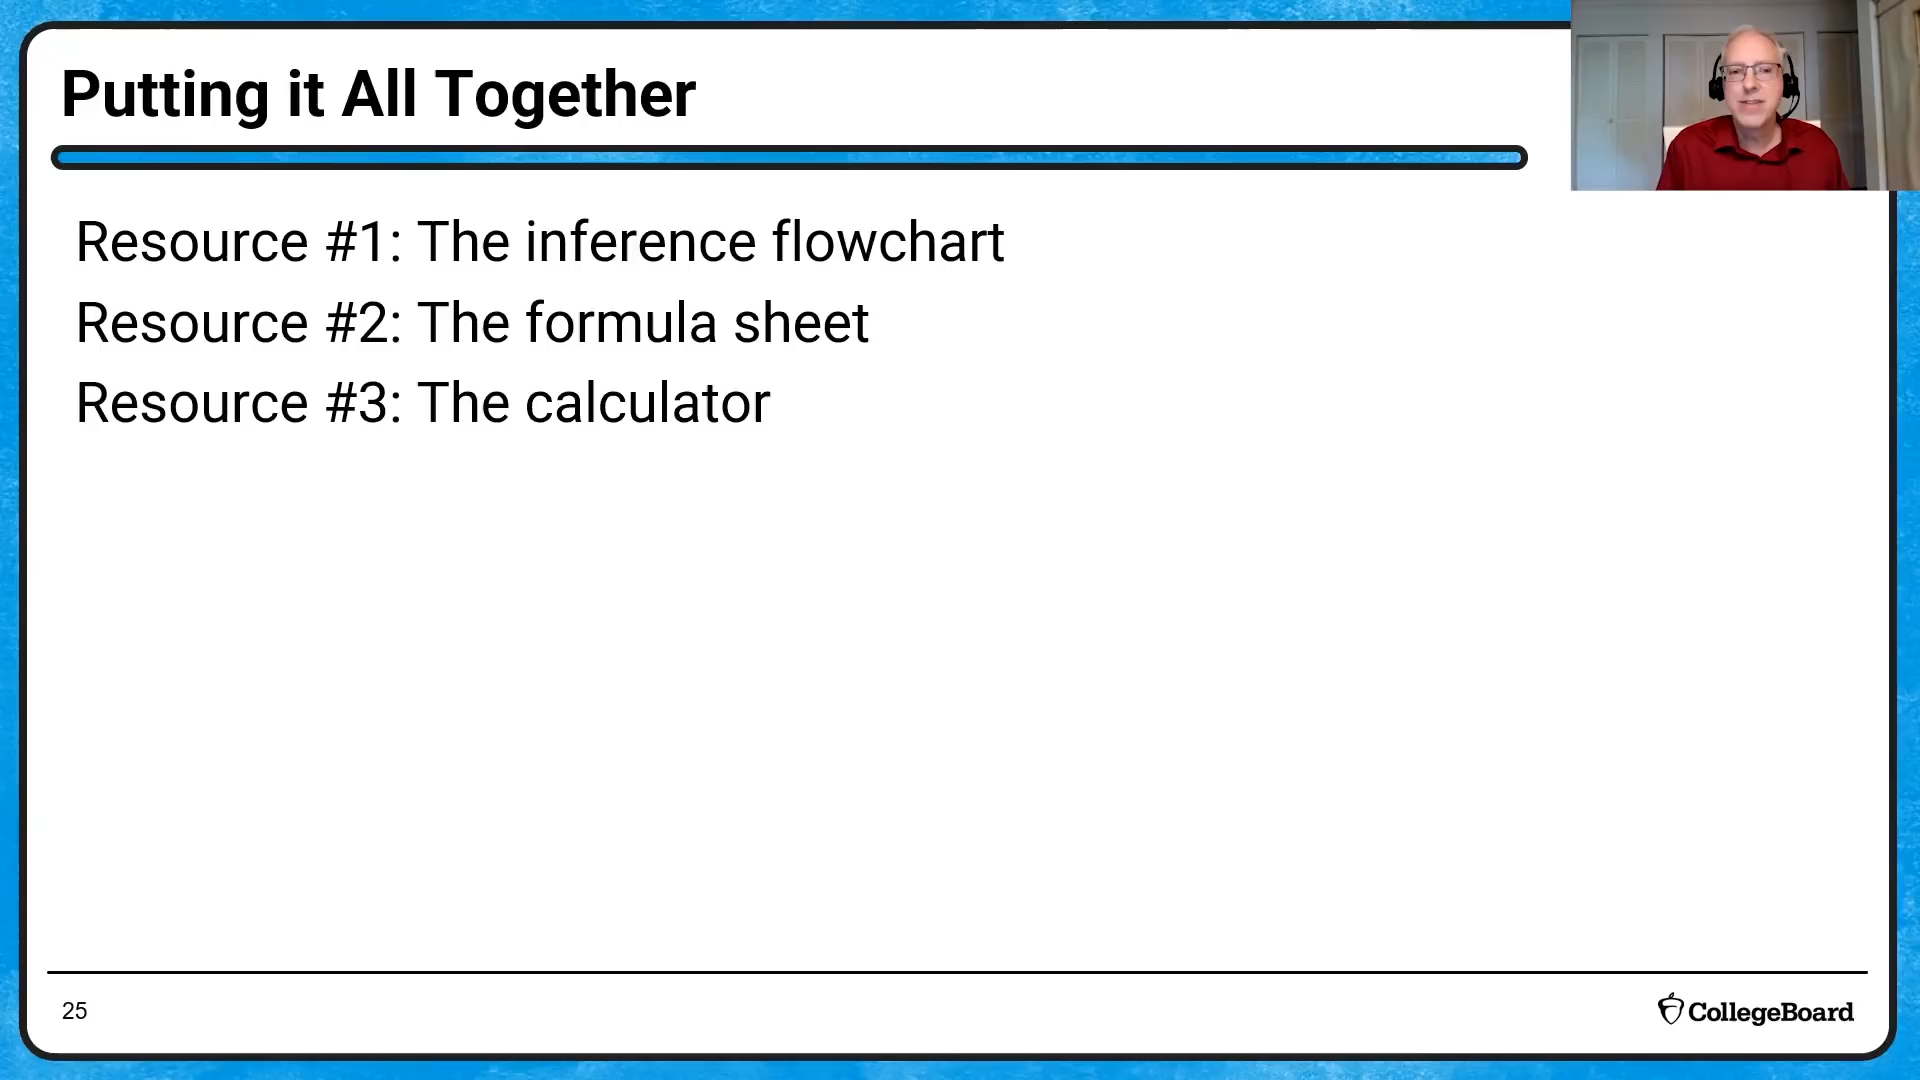 Putting it All Together
Resource #1: The inference flowchart
Resource #2: The formula sheet
Resource #3: The calculator
25
CollegeBoard